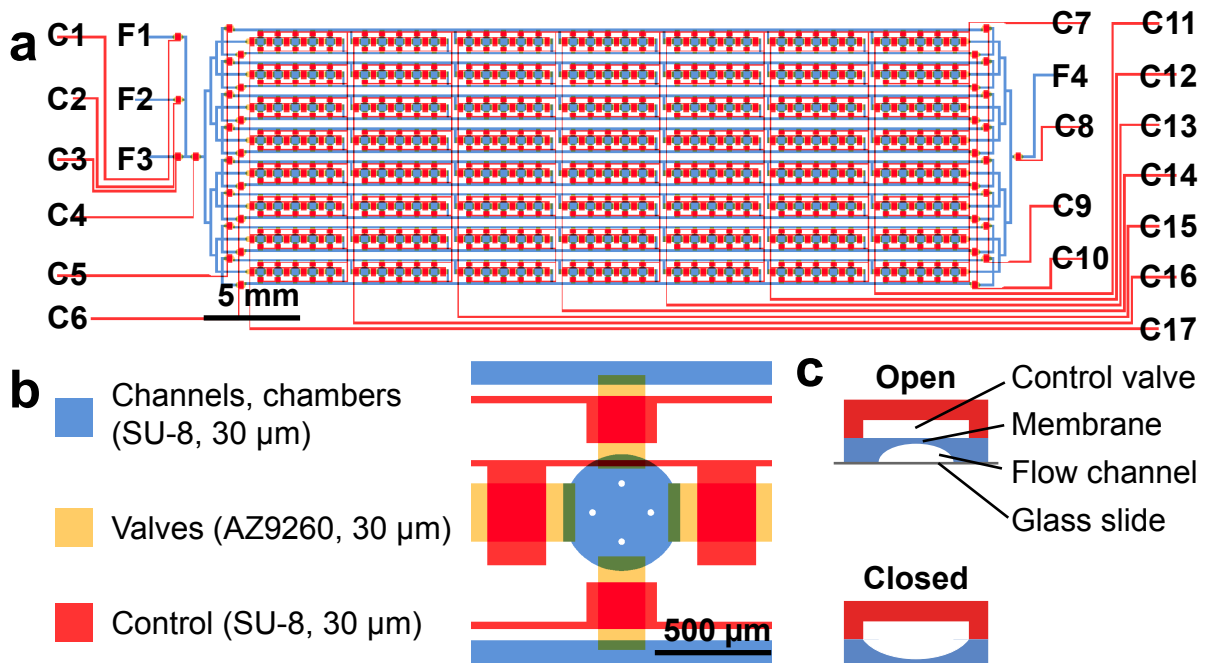 a
C1
F1
C2
F2
C3
F3
C4
C5
C6
5 mm
C7
C11
F4
C12
C8
C13
C14
C9
C15
C10
C16
C17
b
Channels, chambers
(SU-8, 30 µm)
Valves (AZ9260, 30 µm)
Control (SU-8, 30 µm)
500 µm
c
Open
Control valve
Membrane
Flow channel
Glass slide
Closed